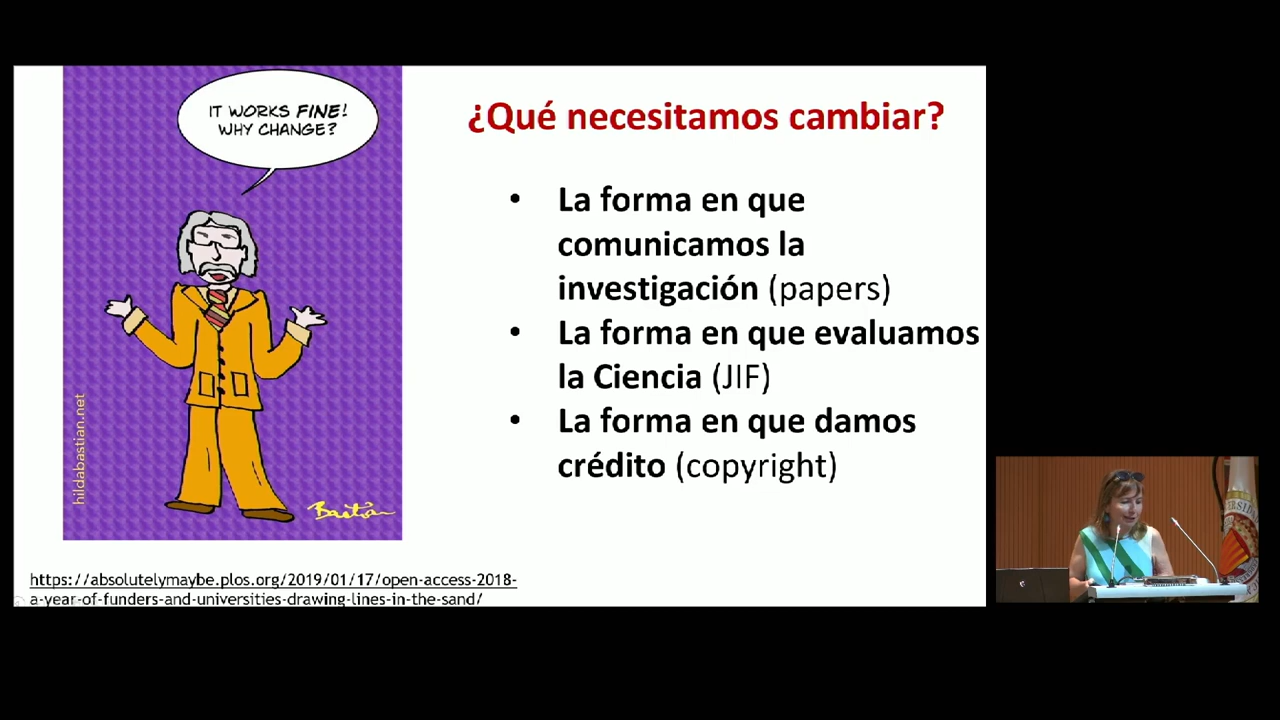 IT WORKS FINE!
WHY CHANGE?
hildabastian.net
Bastian
https://absolutelymaybe.plos.org/2019/01/17/open-access-2018-
a-year-of-funders-and-universities-drawing-lines-in-the-sand/
¿Qué necesitamos cambiar?
• La forma en que
comunicamos la
investigación (papers)
• La forma en que evaluamos
la Ciencia (JIF)
• La forma en que damos
crédito (copyright)